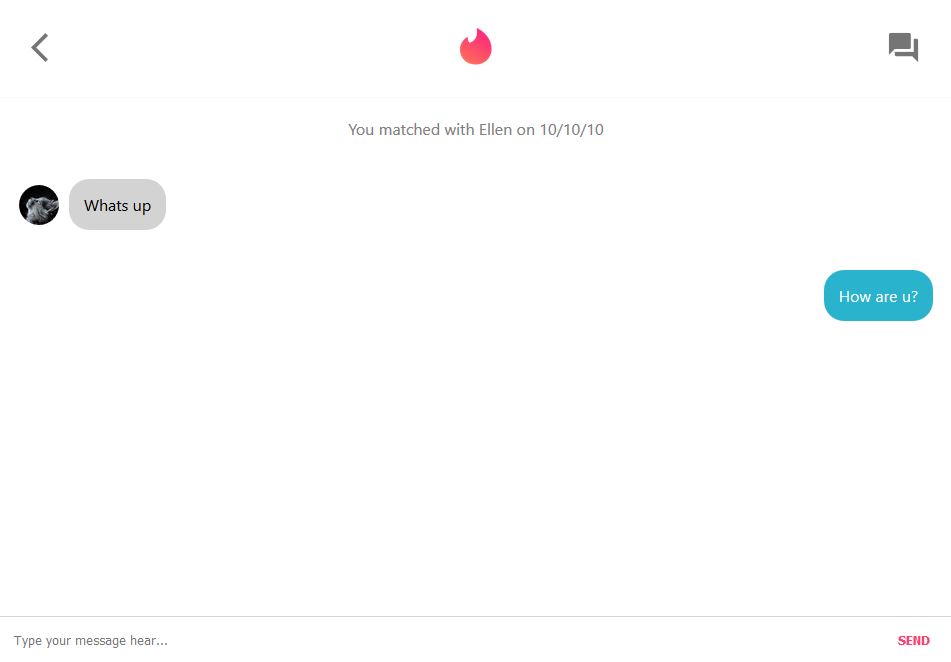 You matched with Ellen on 10/10/10
Whats up
How are u?
Type your message hear...
SEND